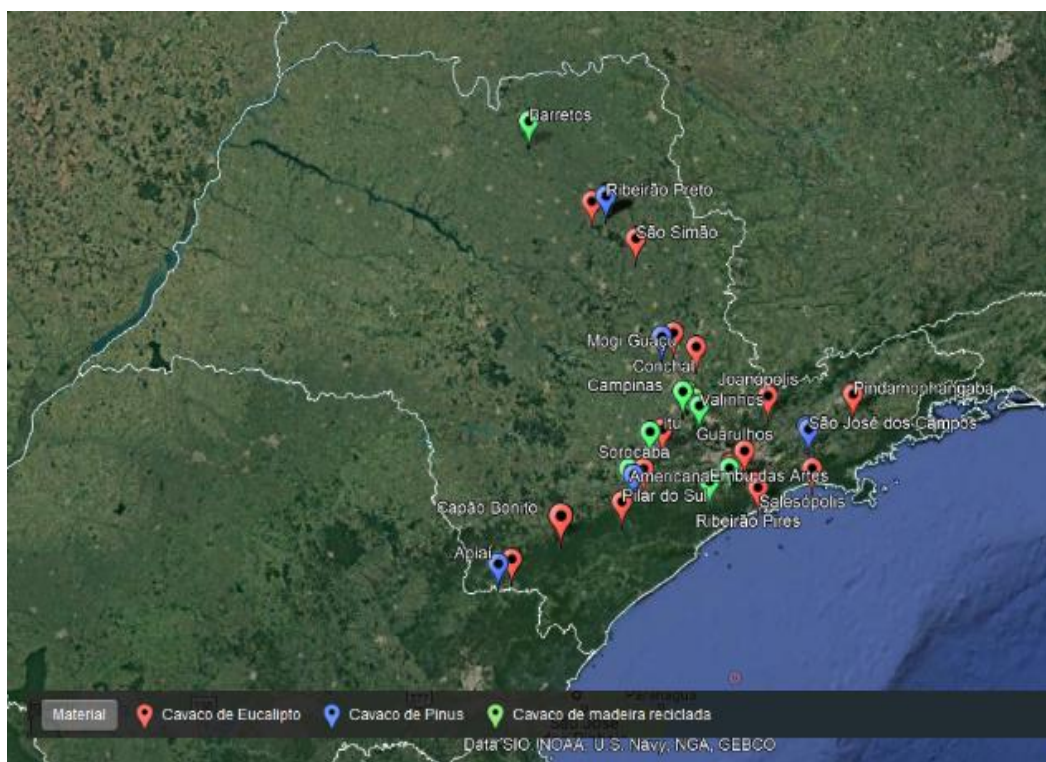 Barretos
Ribeirão Preto
São Simão
Mogi Guaçu
Conchal
Campinas
Joanópolis
Valinhos
Pindamonhangaba
Itu
Guarulhos
São José dos Campos
Sorocaba
Americana
Embu das Artes
Pilar do Sul
Salesópolis
Capão Bonito
Ribeirão Pires
Apiaí
Paranaguá
Material Cavaco de Eucalipto Cavaco de Pinus Cavaco de madeira reciclada
Data SIO, NOAA, U.S. Navy, NGA, GEBCO